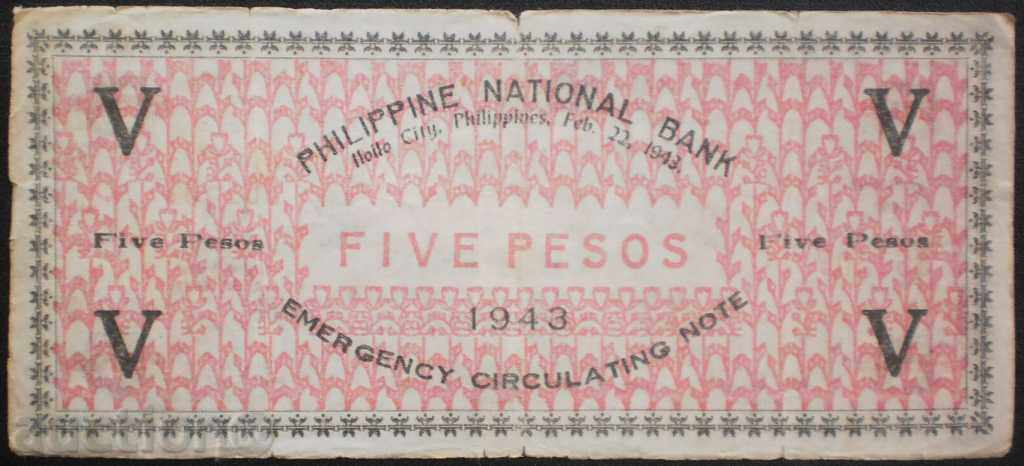 V V
PHILIPPINE NATIONAL BANK
Iloilo City, Philippines, Feb. 22, 1943.
Five Pesos FIVE PESOS Five Pesos
1943
EMERGENCY CIRCULATING NOTE
V V